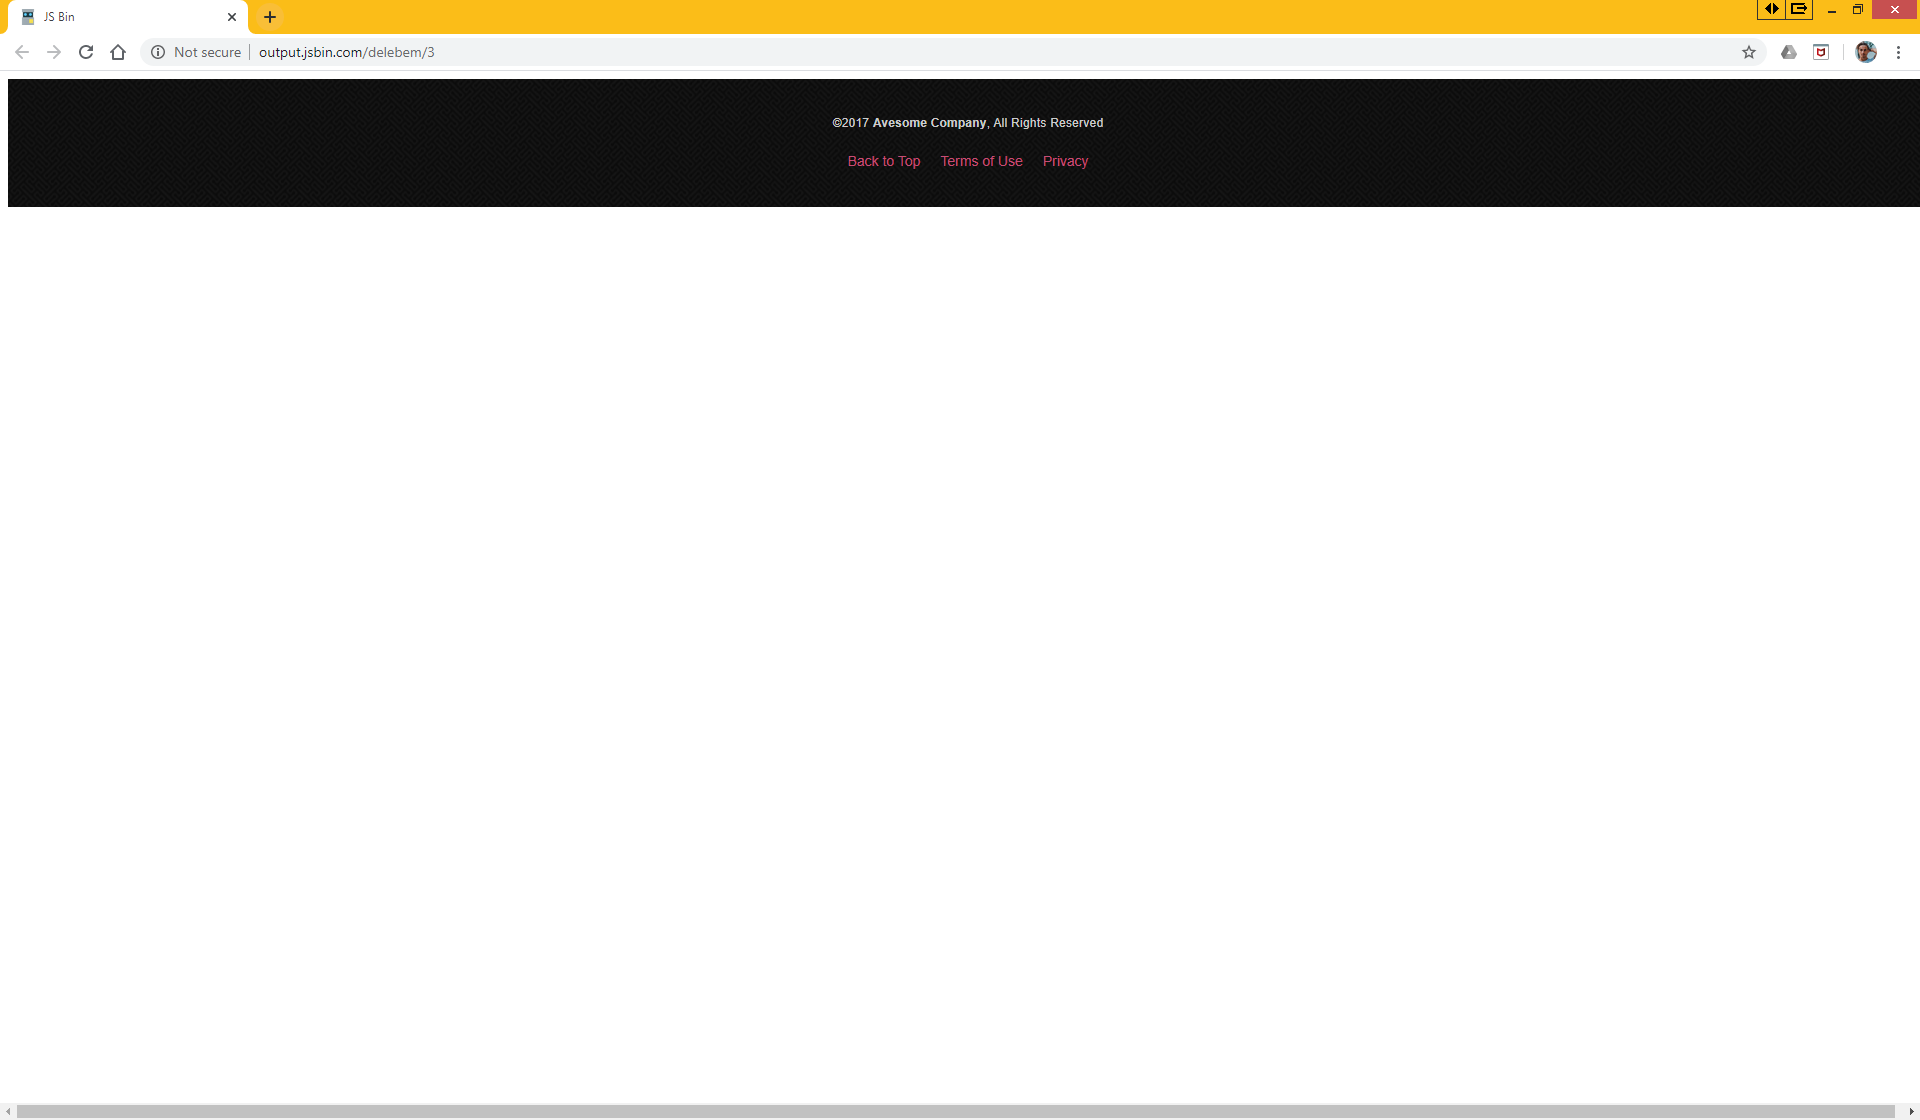 JS Bin
Not secure
output.jsbin.com/delebem/3
©2017 Avesome Company, All Rights Reserved
Back to Top Terms of Use Privacy